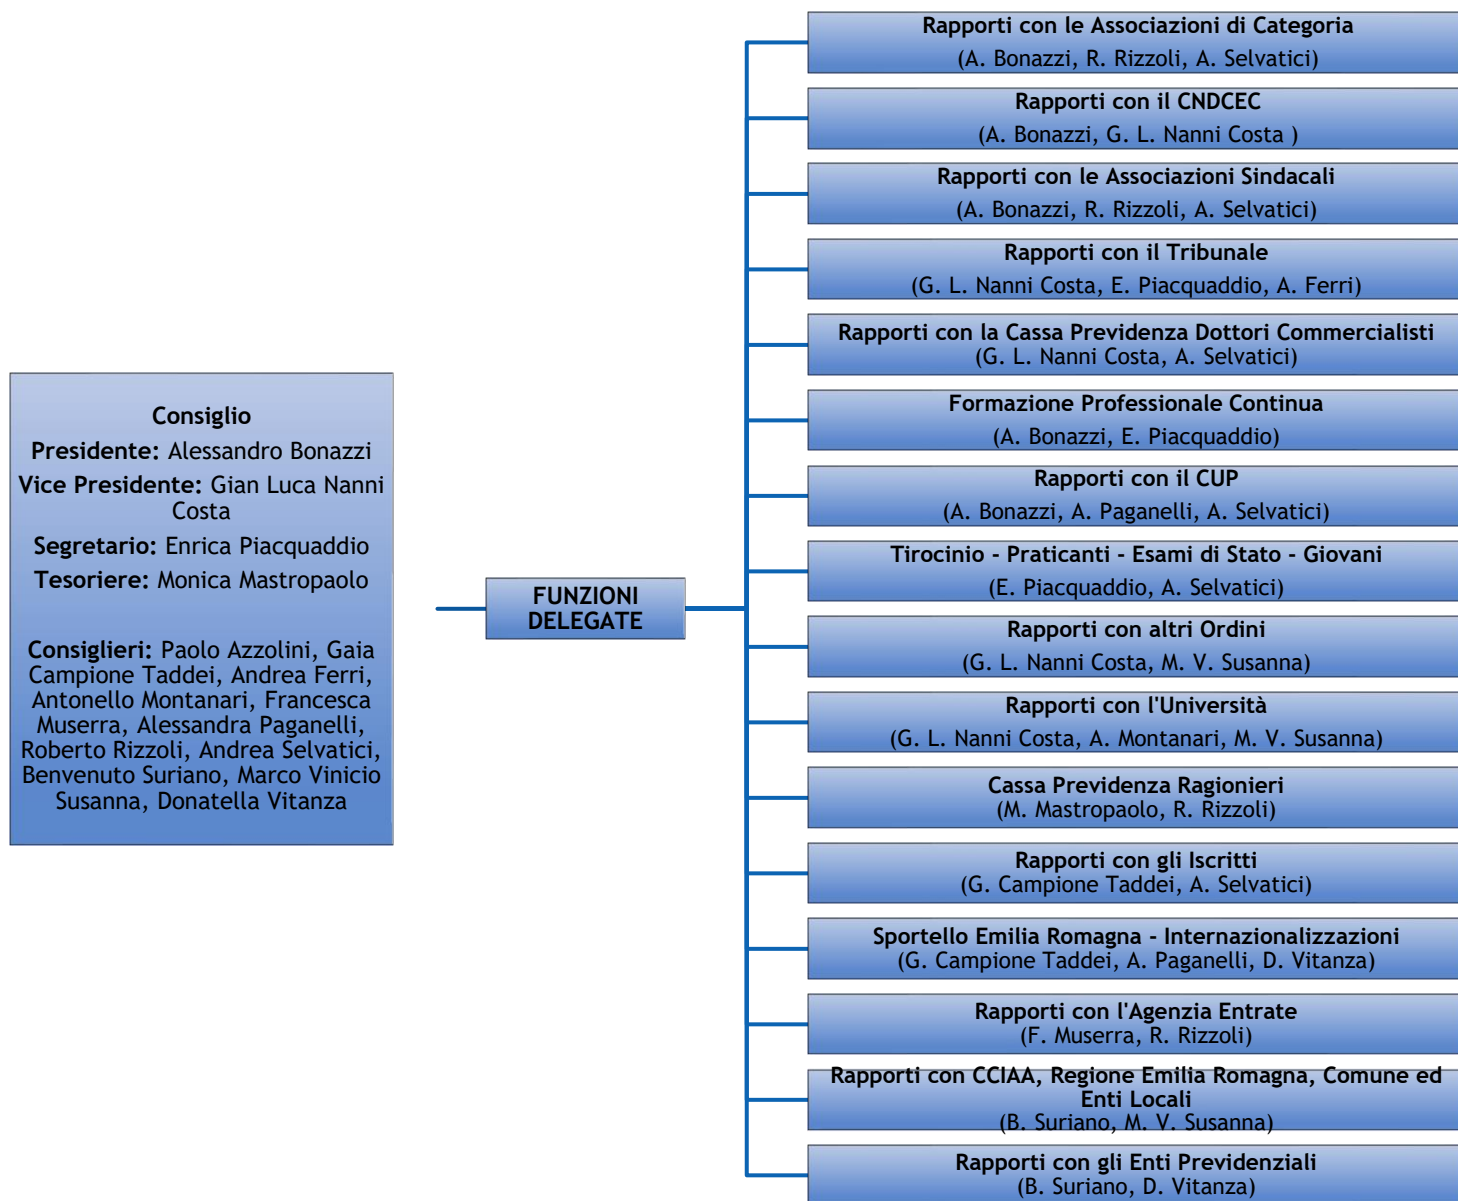 Consiglio
Presidente: Alessandro Bonazzi
Vice Presidente: Gian Luca Nanni
Costa
Segretario: Enrica Piacquaddio
Tesoriere: Monica Mastropaolo
Consiglieri: Paolo Azzolini, Gaia
Campione Taddei, Andrea Ferri,
Antonello Montanari, Francesca
Muserra, Alessandra Paganelli,
Roberto Rizzoli, Andrea Selvatici,
Benvenuto Suriano, Marco Vinicio
Susanna, Donatella Vitanza
FUNZIONI
DELEGATE
Rapporti con le Associazioni di Categoria
(A. Bonazzi, R. Rizzoli, A. Selvatici)
Rapporti con il CNDCEC
(A. Bonazzi, G. L. Nanni Costa )
Rapporti con le Associazioni Sindacali
(A. Bonazzi, R. Rizzoli, A. Selvatici)
Rapporti con il Tribunale
(G. L. Nanni Costa, E. Piacquaddio, A. Ferri)
Rapporti con la Cassa Previdenza Dottori Commercialisti
(G. L. Nanni Costa, A. Selvatici)
Formazione Professionale Continua
(A. Bonazzi, E. Piacquaddio)
Rapporti con il CUP
(A. Bonazzi, A. Paganelli, A. Selvatici)
Tirocinio - Praticanti - Esami di Stato - Giovani
(E. Piacquaddio, A. Selvatici)
Rapporti con altri Ordini
(G. L. Nanni Costa, M. V. Susanna)
Rapporti con l'Università
(G. L. Nanni Costa, A. Montanari, M. V. Susanna)
Cassa Previdenza Ragionieri
(M. Mastropaolo, R. Rizzoli)
Rapporti con gli Iscritti
(G. Campione Taddei, A. Selvatici)
Sportello Emilia Romagna - Internazionalizzazioni
(G. Campione Taddei, A. Paganelli, D. Vitanza)
Rapporti con l'Agenzia Entrate
(F. Muserra, R. Rizzoli)
Rapporti con CCIAA, Regione Emilia Romagna, Comune ed
Enti Locali
(B. Suriano, M. V. Susanna)
Rapporti con gli Enti Previdenziali
(B. Suriano, D. Vitanza)